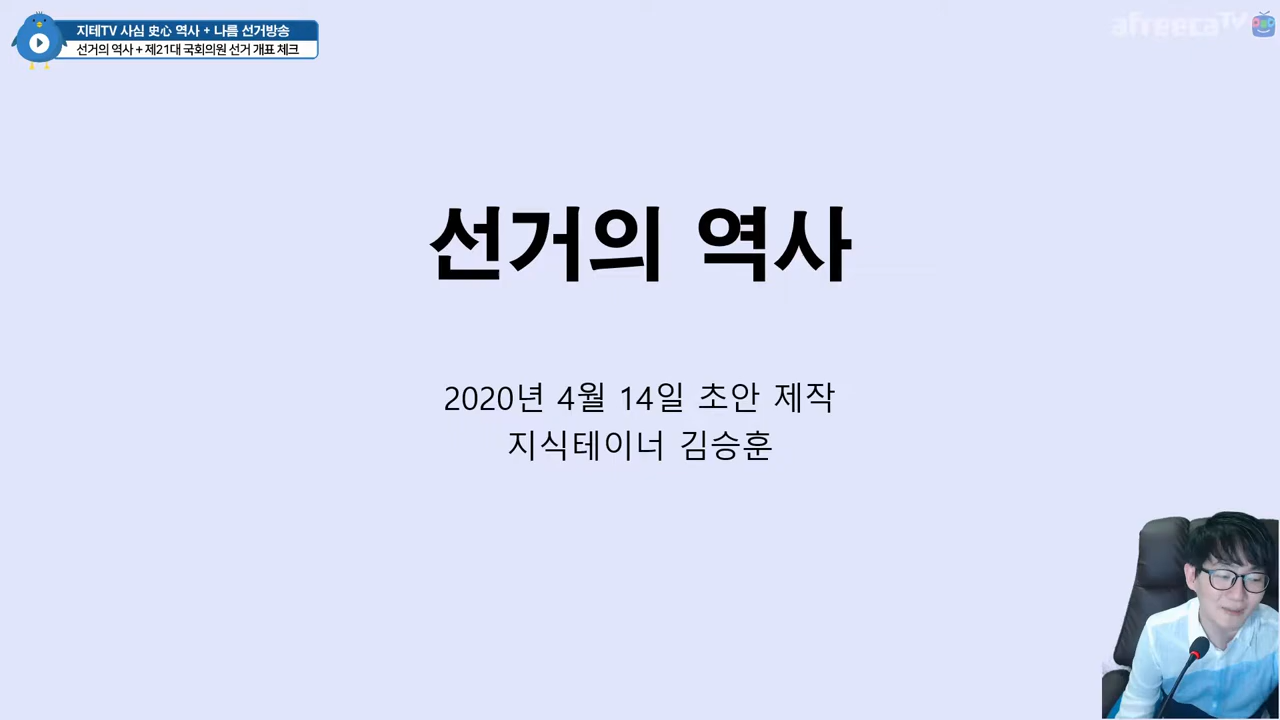 지테TV 사심 史心 역사 + 나름 선거방송
선거의 역사 + 제21대 국회의원 선거 개표 체크
afreecaTV
선거의 역사
2020년 4월 14일 초안 제작
지식테이너 김승훈